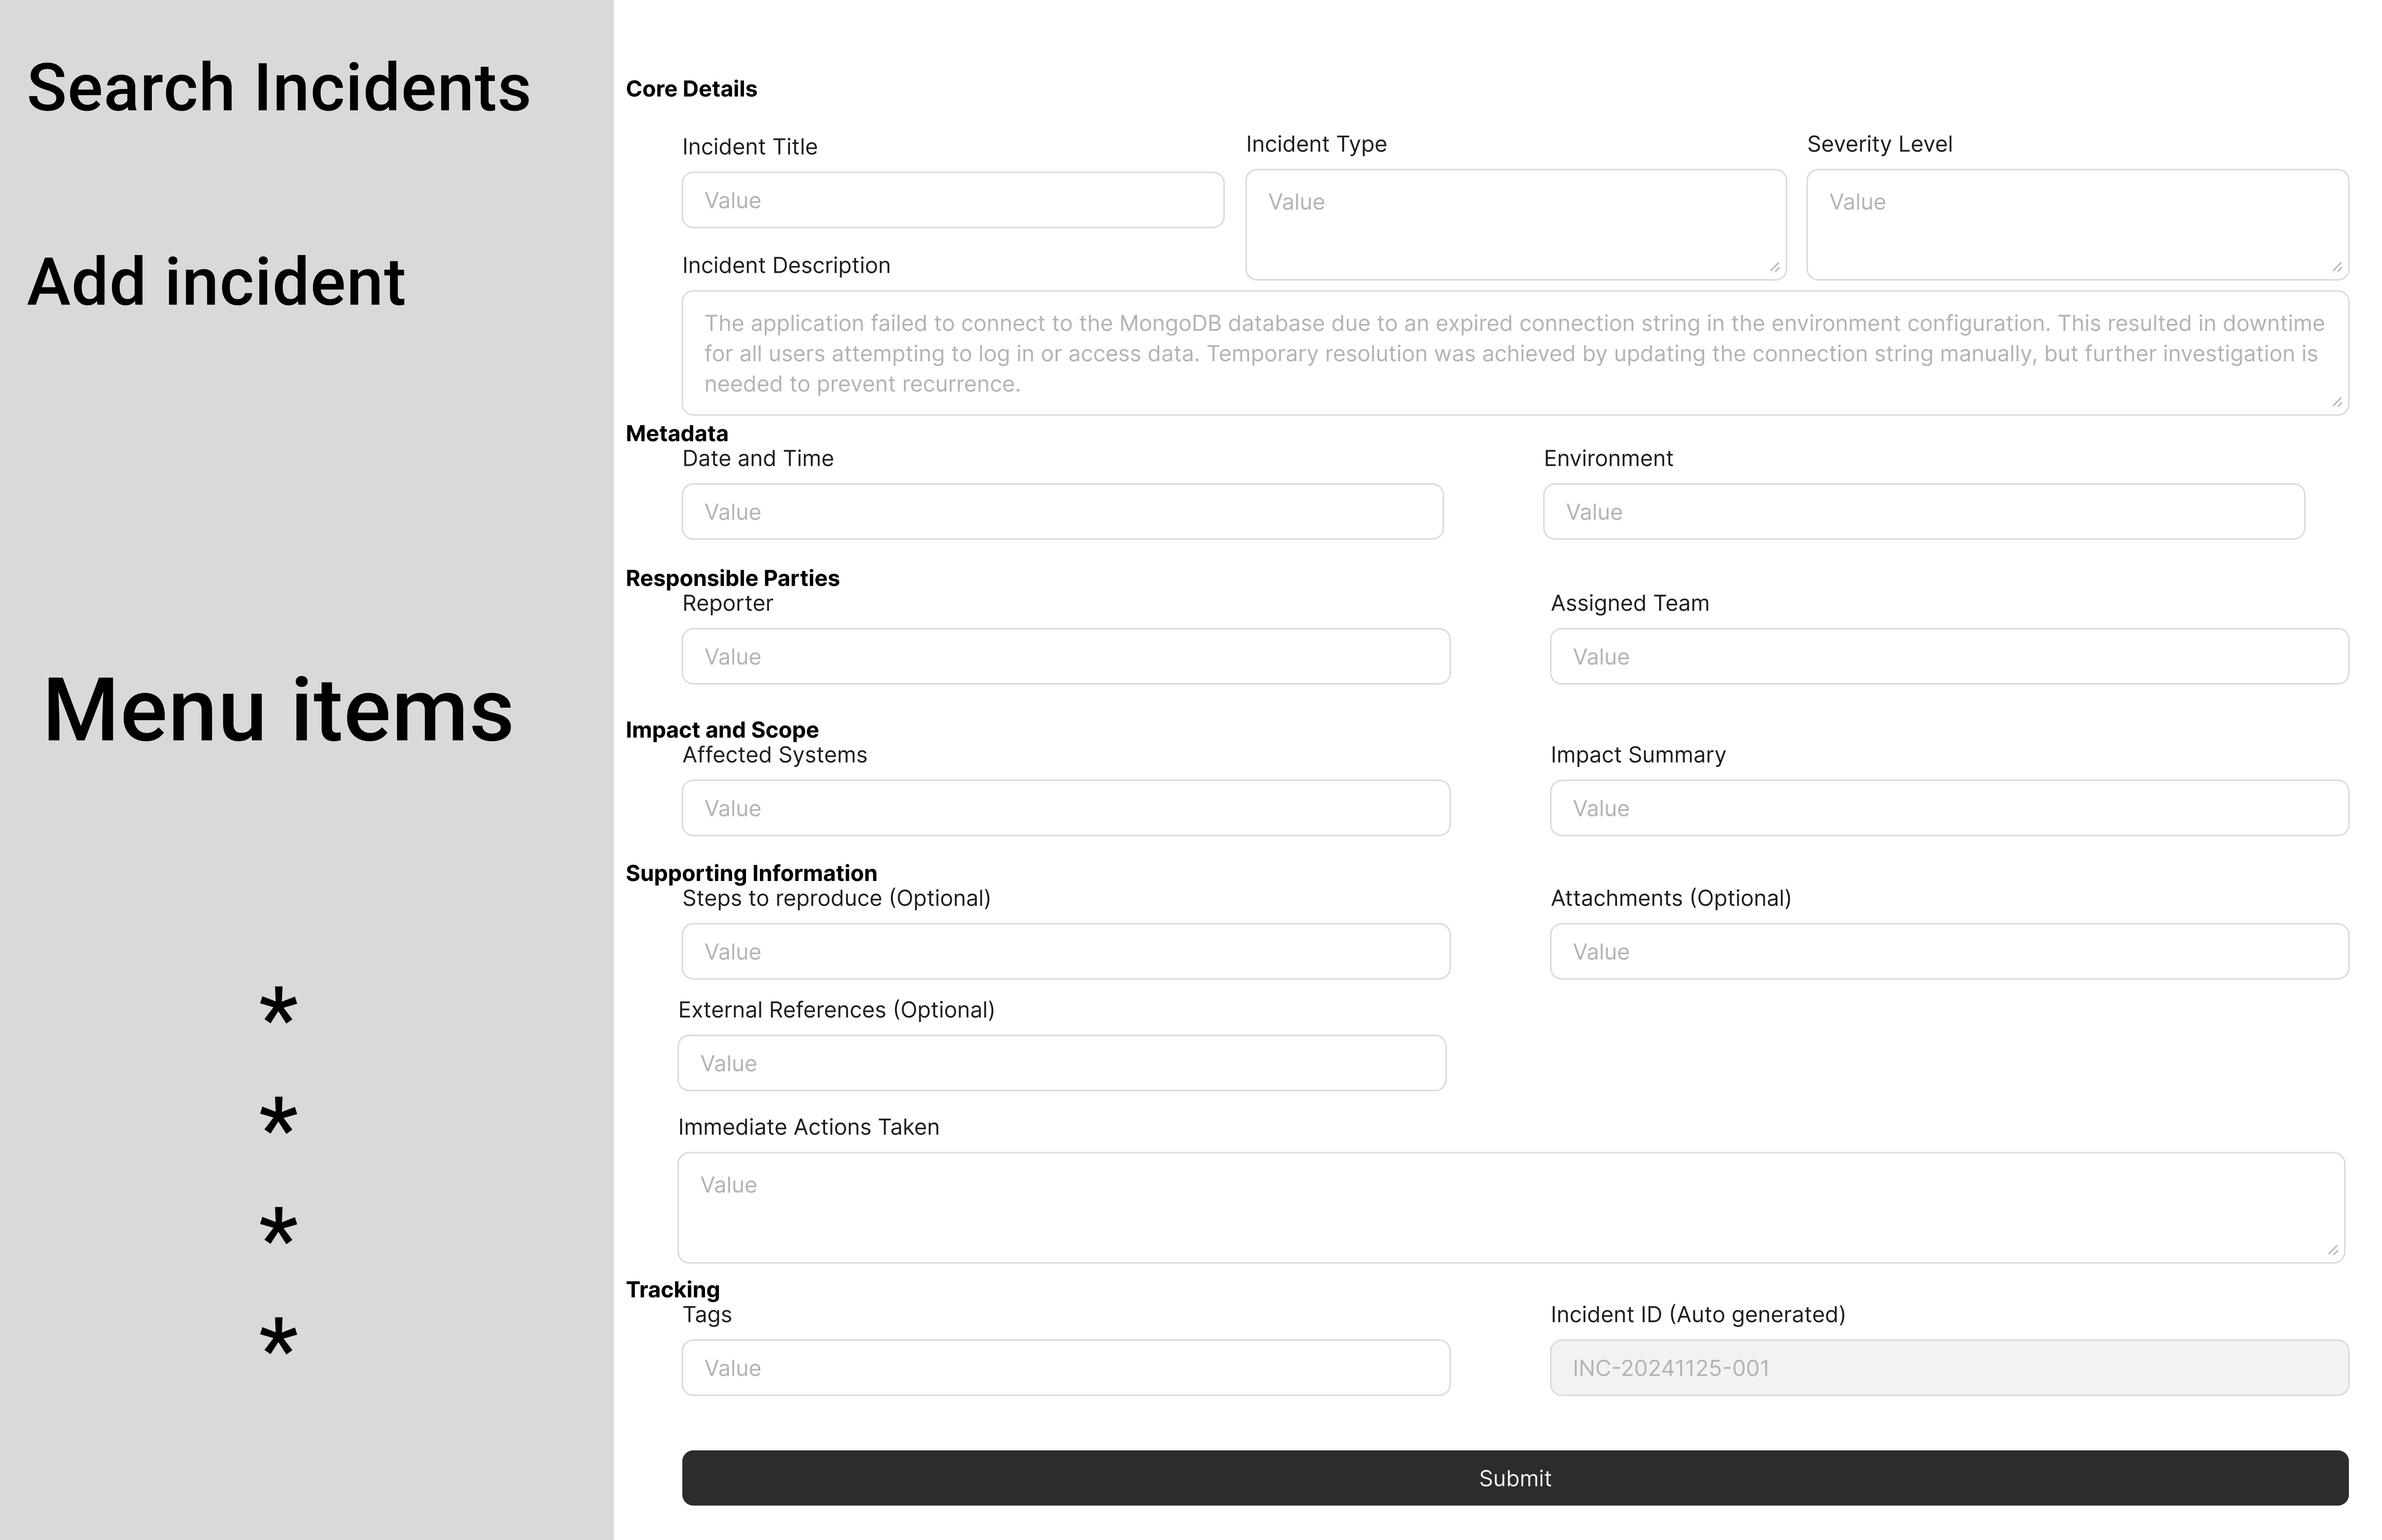 Search Incidents
Add incident
Menu items
*
*
*
*
Core Details
Incident Title
Value
Incident Type
Value
Severity Level
Value
Incident Description
The application failed to connect to the MongoDB database due to an expired connection string in the environment configuration. This resulted in downtime
for all users attempting to log in or access data. Temporary resolution was achieved by updating the connection string manually, but further investigation is
needed to prevent recurrence.
Metadata
Date and Time
Value
Environment
Value
Responsible Parties
Reporter
Value
Assigned Team
Value
Impact and Scope
Affected Systems
Value
Impact Summary
Value
Supporting Information
Steps to reproduce (Optional)
Value
Attachments (Optional)
Value
External References (Optional)
Value
Immediate Actions Taken
Value
Tracking
Tags
Value
Incident ID (Auto generated)
INC-20241125-001
Submit